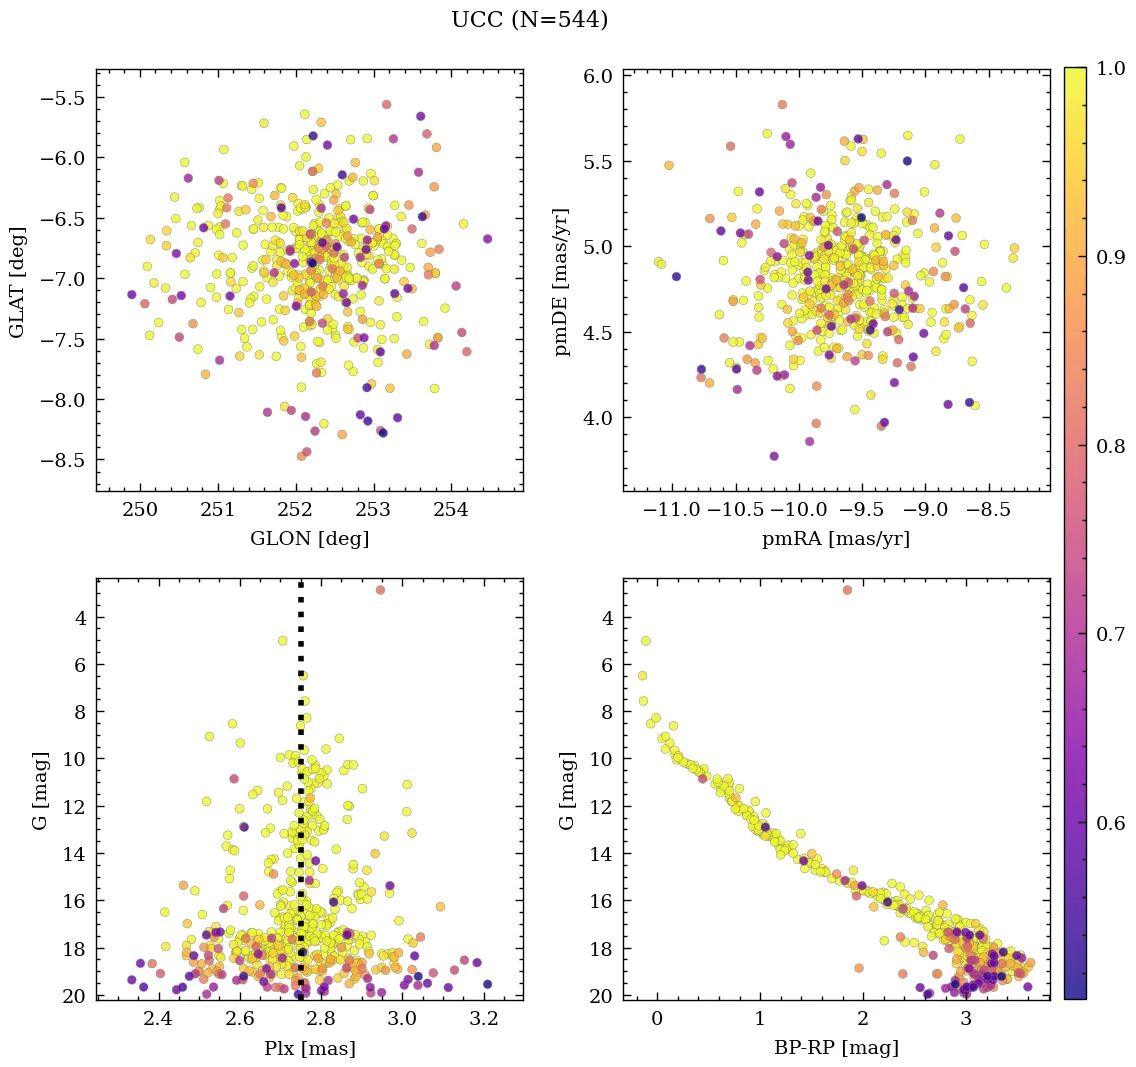 UCC (N=544)
−5.5
−6.0
−6.5
−7.0
−7.5
−8.0
−8.5
GLAT [deg]
250 251 252 253 254
GLON [deg]
6.0
5.5
5.0
4.5
4.0
pmDE [mas/yr]
−11.0 −10.5 −10.0 −9.5 −9.0 −8.5
pmRA [mas/yr]
1.0
0.9
0.8
0.7
0.6
4
6
8
10
12
14
16
18
20
G [mag]
2.4 2.6 2.8 3.0 3.2
Plx [mas]
4
6
8
10
12
14
16
18
20
G [mag]
0 1 2 3
BP-RP [mag]